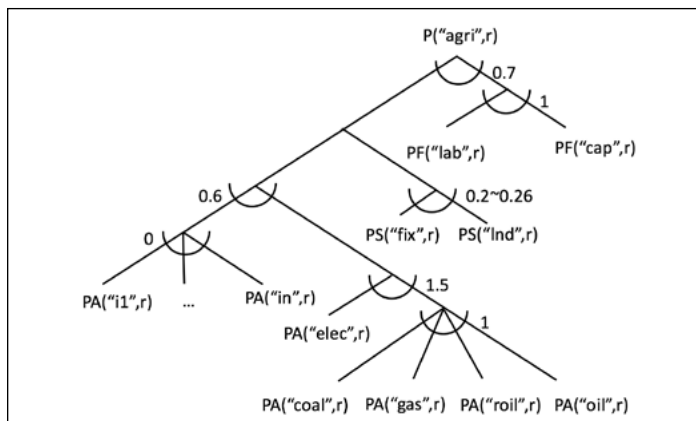 P("agri",r)
0.7
1
PF("lab",r)
PF("cap",r)
0.6
0.2~0.26
0
PS("fix",r)
PS("lnd",r)
PA("i1",r)
...
PA("in",r)
1.5
PA("elec",r)
1
PA("coal",r)
PA("gas",r)
PA("roil",r)
PA("oil",r)